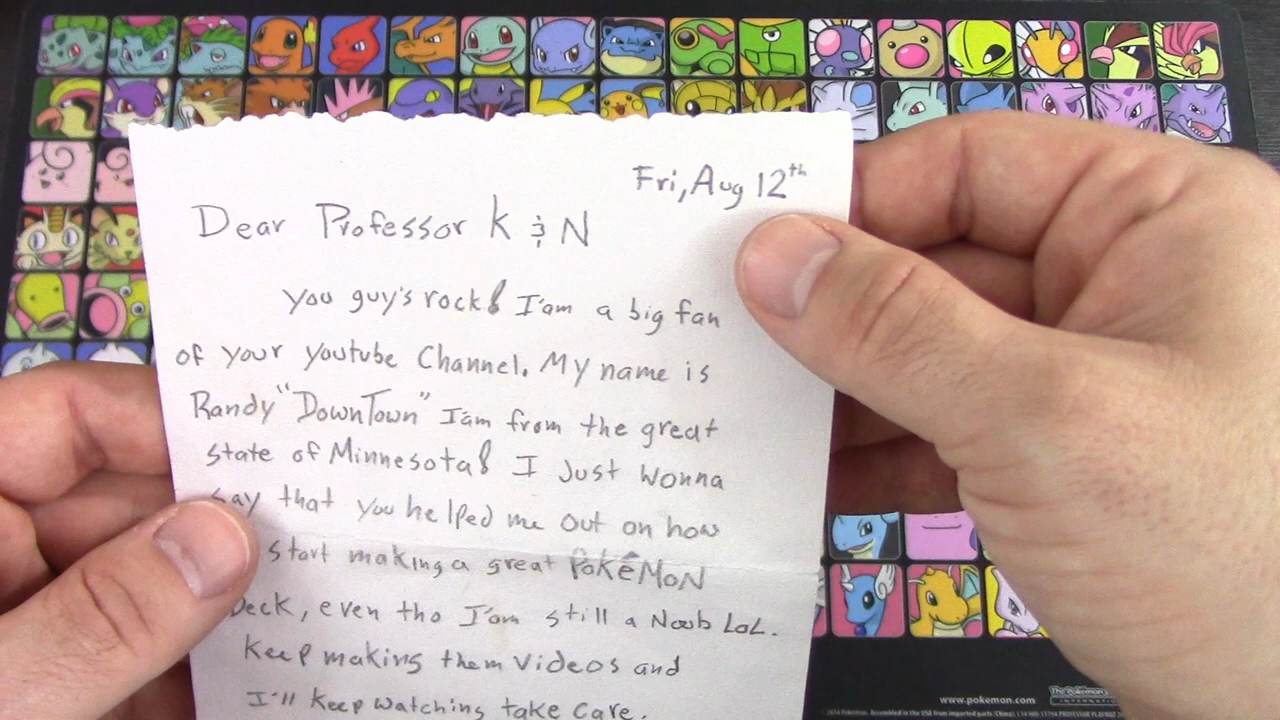 Fri, Aug 12th
Dear Professor K & N
You guy's rock! I'am a big fan
of your youtube Channel. My name is
Randy "DownTown" I'am from the great
state of Minnesota! I Just Wonna
say that you helped me out on how
start making a great PokéMoN
Deck, even tho I'am still a Noob LoL.
Keep making them Videos and
I'll Keep watching take Care.
www.pokemon.com